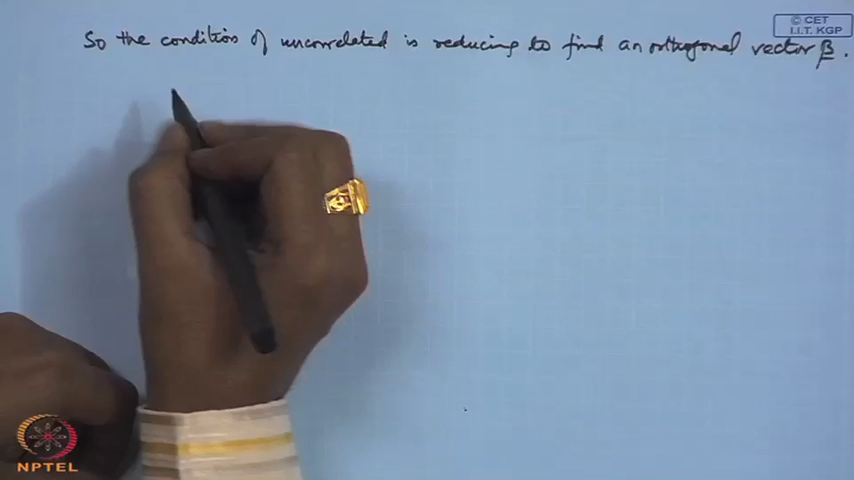 © CET
I.I.T. KGP
So the condition of uncorrelated is reducing to find an orthogonal vector β.
NPTEL